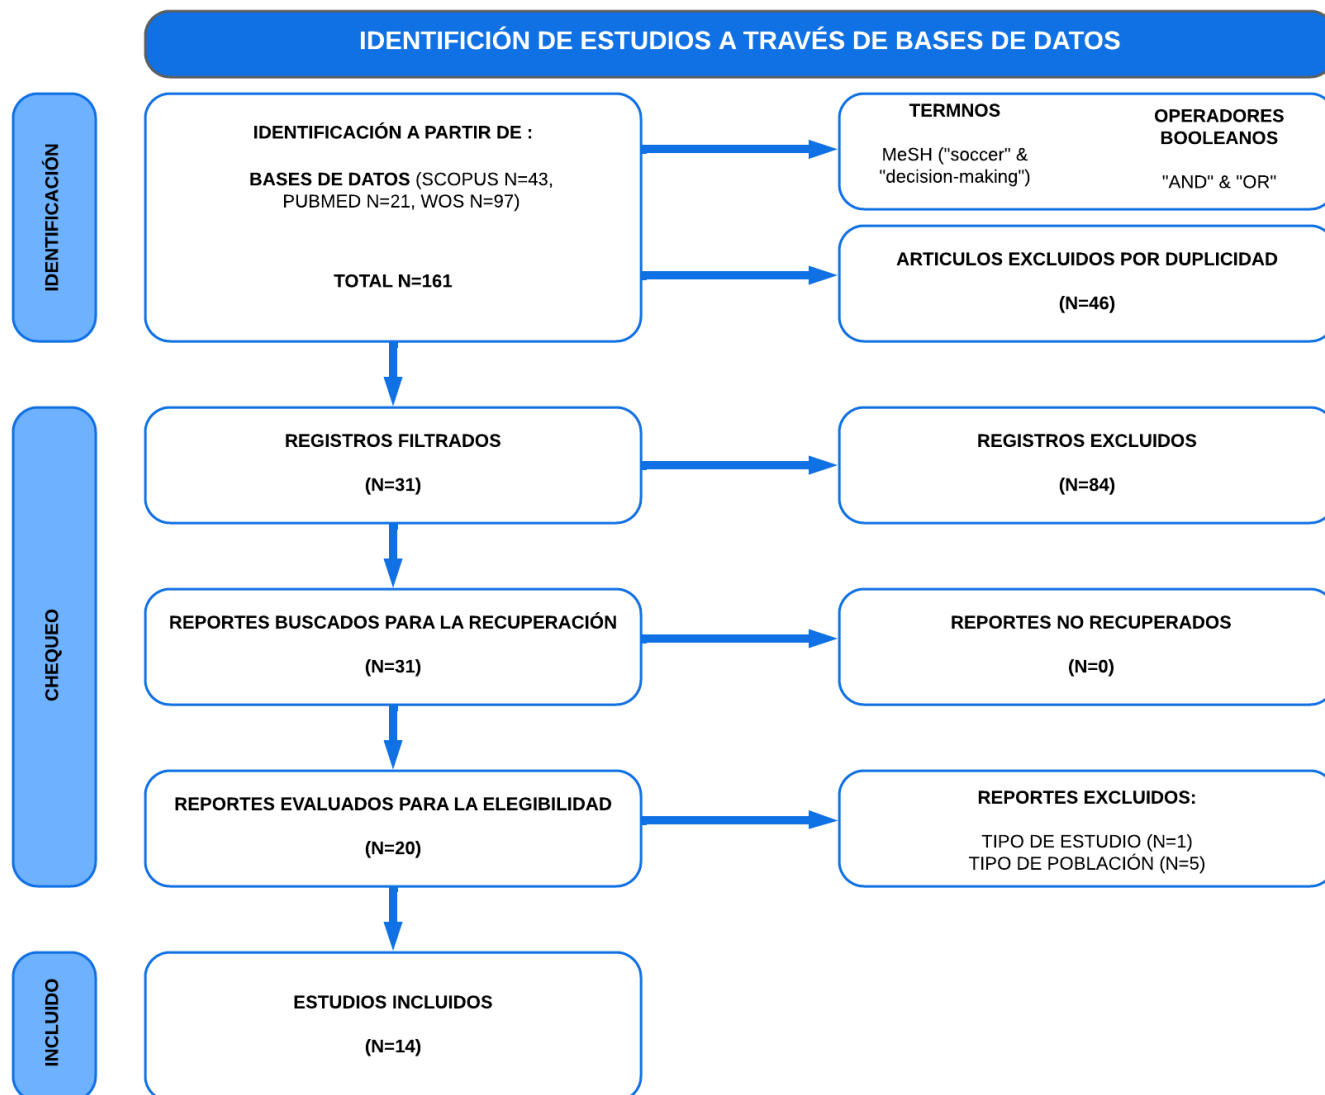 IDENTIFICIÓN DE ESTUDIOS A TRAVÉS DE BASES DE DATOS
IDENTIFICACIÓN
IDENTIFICACIÓN A PARTIR DE :
BASES DE DATOS (SCOPUS N=43,
PUBMED N=21, WOS N=97)
TOTAL N=161
TERMNOS
MeSH ("soccer" &
"decision-making")
OPERADORES
BOOLEANOS
"AND" & "OR"
ARTICULOS EXCLUIDOS POR DUPLICIDAD
(N=46)
CHEQUEO
REGISTROS FILTRADOS
(N=31)
REGISTROS EXCLUIDOS
(N=84)
REPORTES BUSCADOS PARA LA RECUPERACIÓN
(N=31)
REPORTES NO RECUPERADOS
(N=0)
REPORTES EVALUADOS PARA LA ELEGIBILIDAD
(N=20)
REPORTES EXCLUIDOS:
TIPO DE ESTUDIO (N=1)
TIPO DE POBLACIÓN (N=5)
INCLUIDO
ESTUDIOS INCLUIDOS
(N=14)